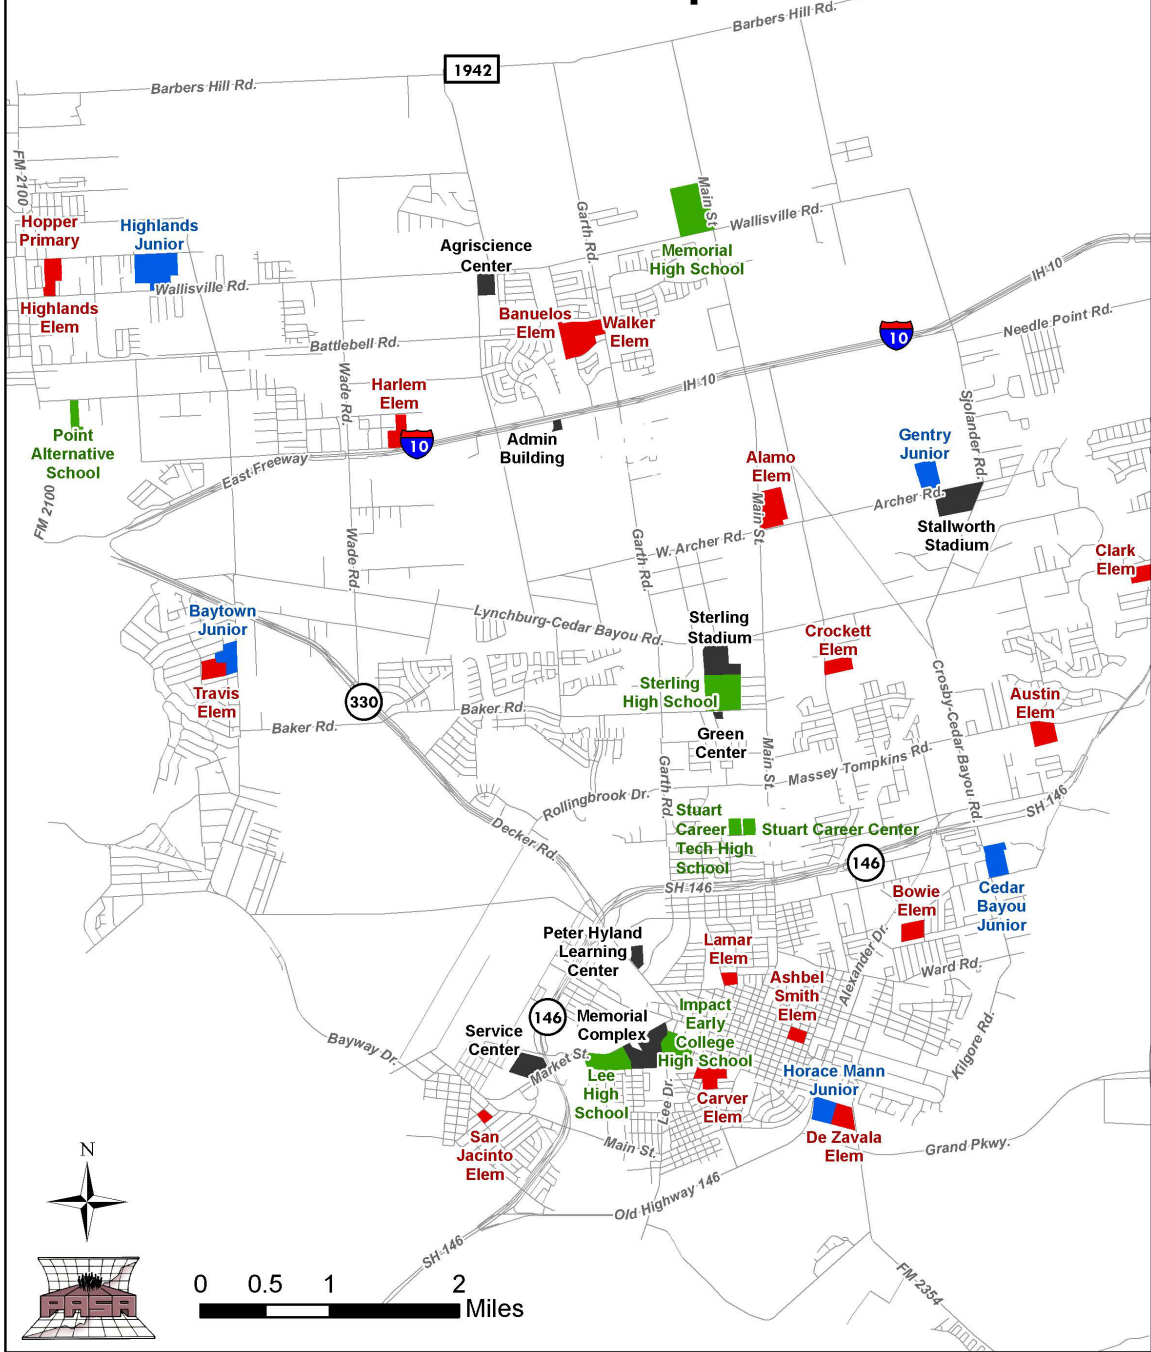 Barbers Hill Rd.
1942
Barbers Hill Rd.
FM 2100
Main St.
Garth Rd.
Wallisville Rd.
Hopper
Primary
Highlands
Junior
Agriscience
Center
Memorial
High School
IH-10
Wallisville Rd.
Highlands
Elem
Banuelos
Elem
Walker
Elem
Needle Point Rd.
10
Battlebell Rd.
Wade Rd.
Harlem
Elem
IH-10
Sjolander Rd.
10
Point
Alternative
School
Admin
Building
East Freeway
FM 2100
Alamo
Elem
Gentry
Junior
Archer Rd.
Main St.
Stallworth
Stadium
W. Archer Rd.
Wade Rd.
Garth Rd.
Clark
Elem
Baytown
Junior
Lynchburg-Cedar Bayou Rd.
Sterling
Stadium
Crockett
Elem
Travis
Elem
330
Sterling
High School
Crosby-Cedar Bayou Rd.
Austin
Elem
Baker Rd.
Baker Rd.
Green
Center
Main St.
Massey Tompkins Rd.
Garth Rd.
Rollingbrook Dr.
SH 146
Decker Rd.
Stuart
Career
Tech High
School
Stuart Career Center
146
SH 146
Cedar
Bayou
Junior
Bowie
Elem
Peter Hyland
Learning
Center
Lamar
Elem
Alexander Dr.
Ward Rd.
Ashbel
Smith
Elem
146
Memorial
Complex
Impact
Early
College
High School
Service
Center
Bayway Dr.
Market St.
Kilgore Rd.
Lee
High
School
Lee Dr.
Carver
Elem
Horace Mann
Junior
De Zavala
Elem
San
Jacinto
Elem
Main St.
Grand Pkwy.
N
Old Highway 146
SH-146
FM-2354
PASA
0 0.5 1 2
Miles